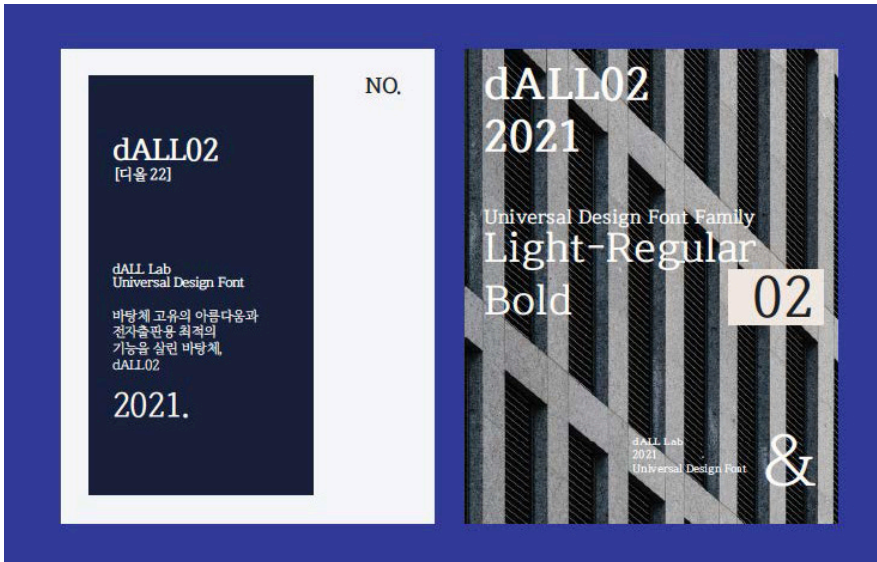 NO.
dALL02
[디올 22]
dALL Lab
Universal Design Font
바탕체 고유의 아름다움과
전자출판용 최적의
기능을 살린 바탕체,
dALL02
2021.
dALL02
2021
Universal Design Font Family
Light-Regular
Bold
02
dALL Lab
2021
Universal Design Font
&